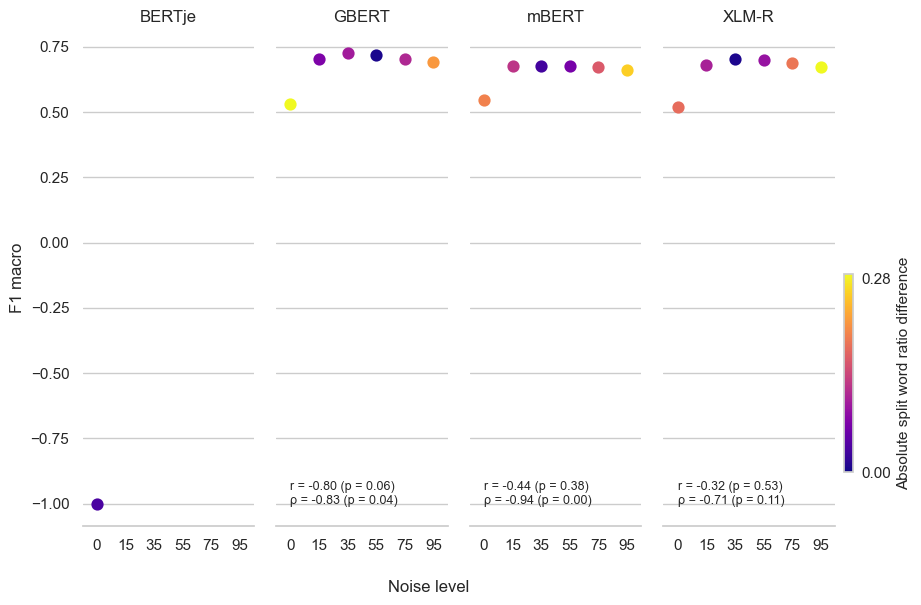 BERTje
GBERT
mBERT
XLM-R
0.75
0.50
0.25
0.00
−0.25
−0.50
−0.75
−1.00
F1 macro
r = -0.80 (p = 0.06)
ρ = -0.83 (p = 0.04)
r = -0.44 (p = 0.38)
ρ = -0.94 (p = 0.00)
r = -0.32 (p = 0.53)
ρ = -0.71 (p = 0.11)
0 15 35 55 75 95
0 15 35 55 75 95
0 15 35 55 75 95
0 15 35 55 75 95
Noise level
0.28
0.00
Absolute split word ratio difference